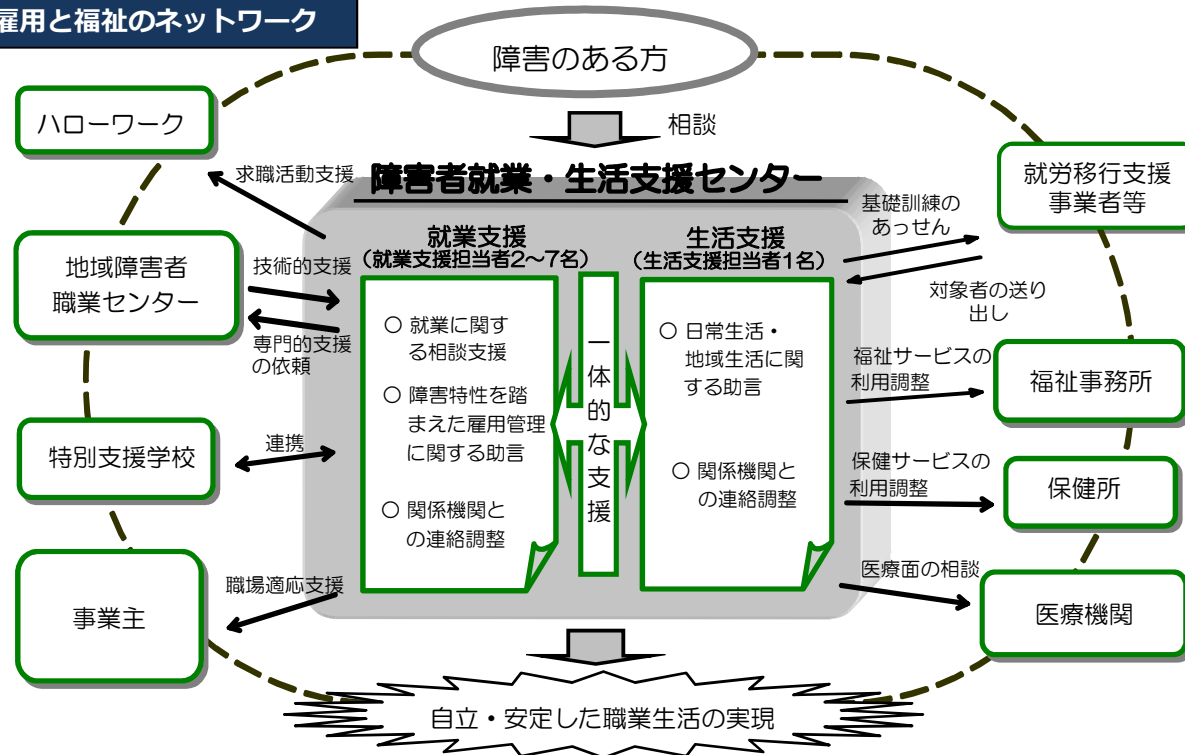 雇用と福祉のネットワーク
障害のある方
相談
ハローワーク
求職活動支援
障害者就業・生活支援センター
就労移行支援
事業者等
基礎訓練の
あっせん
対象者の送り
出し
就業支援
(就業支援担当者2～7名)
生活支援
(生活支援担当者1名)
地域障害者
職業センター
技術的支援
専門的支援
の依頼
○ 就業に関す
る相談支援
○ 障害特性を踏
まえた雇用管理
に関する助言
○ 関係機関と
の連絡調整
一体的な支援
○ 日常生活・
地域生活に関
する助言
○ 関係機関と
の連絡調整
福祉サービスの
利用調整
福祉事務所
特別支援学校
連携
保健サービスの
利用調整
保健所
事業主
職場適応支援
医療面の相談
医療機関
自立・安定した職業生活の実現